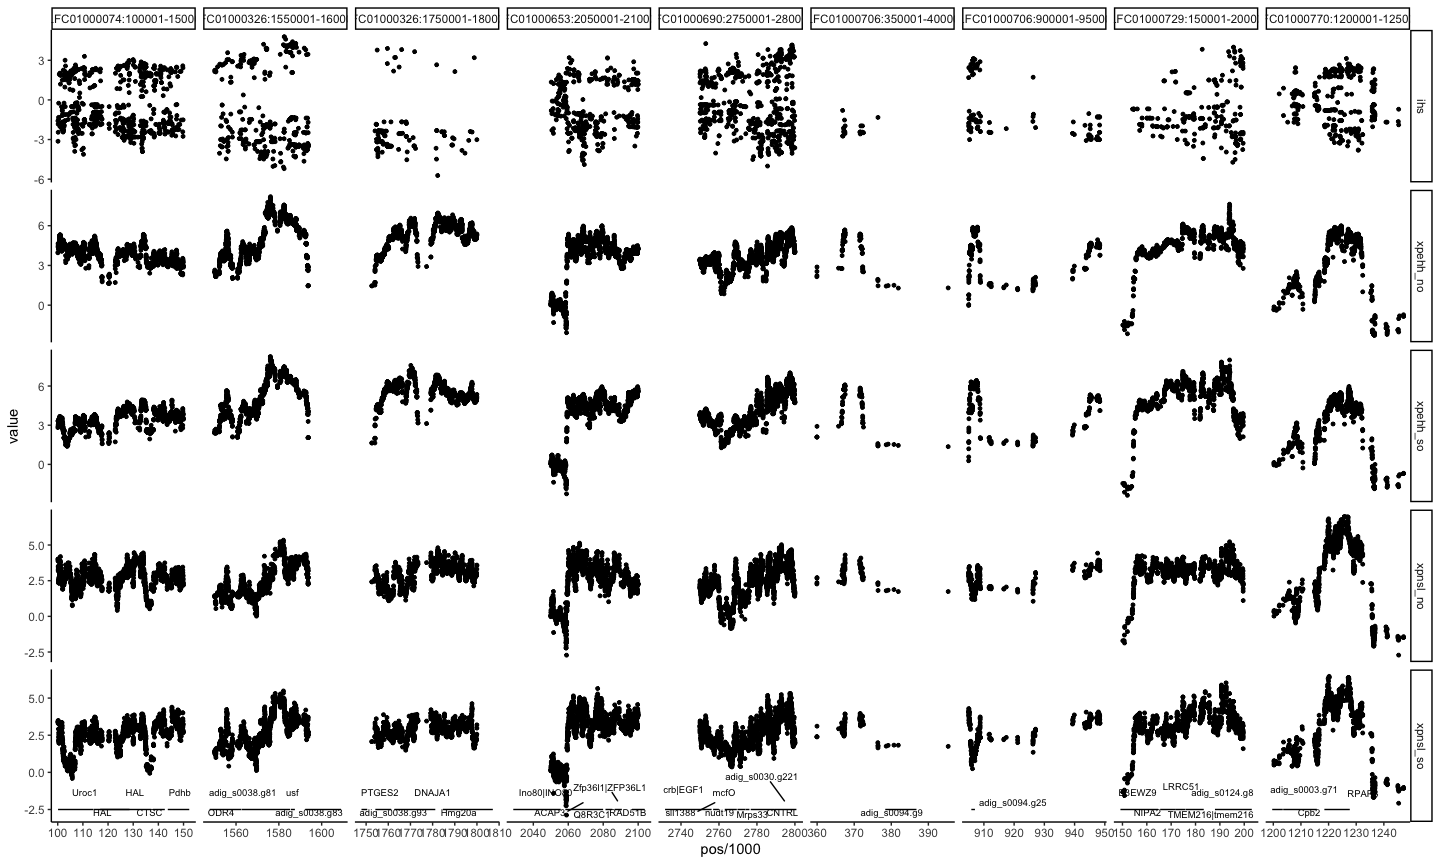 FC01000074:100001-1500
C01000326:1550001-1600
C01000326:1750001-1800
C01000653:2050001-2100
C01000690:2750001-2800
FC01000706:350001-4000
FC01000706:900001-9500
FC01000729:150001-2000
C01000770:1200001-1250
3
0
-3
-6
ihs
6
3
0
xpehh_no
6
3
0
xpehh_so
5.0
2.5
0.0
-2.5
xpnsl_no
5.0
2.5
0.0
-2.5
xpnsl_so
value
Uroc1 HAL Pdhb
HAL CTSC
adig_s0038.g81 usf
ODR4 adig_s0038.g83
PTGES2 DNAJA1
adig_s0038.g93 Hmg20a
Ino80|INO80 Zfp36l1|ZFP36L1
ACAP3 Q8R3C1 RAD51B
adig_s0030.g221
crb|EGF1 mcfO
sll1388 nudt19 Mrps33 CNTRL
adig_s0094.g9
adig_s0094.g25
LRRC51
B3EWZ9 adig_s0124.g8
NIPA2 TMEM216|tmem216
adig_s0003.g71 RPAP3
Cpb2
100 110 120 130 140 150
1560 1580 1600
1750 1760 1770 1780 1790 1800 1810
2040 2060 2080 2100
2740 2760 2780 2800
360 370 380 390
910 920 930 940 950
150 160 170 180 190 200
1200 1210 1220 1230 1240
pos/1000